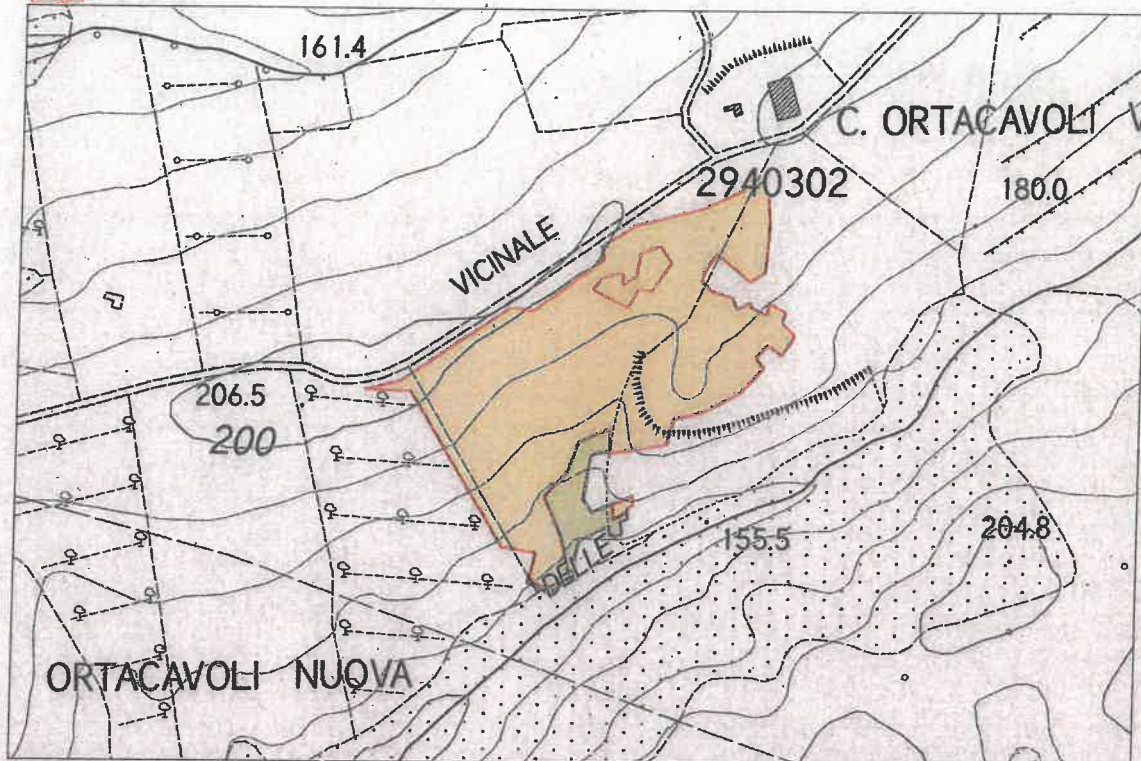 161.4
C. ORTACAVOLI V
2940302
180.0
VICINALE
206.5
200
DELLE
155.5
204.8
ORTACAVOLI NUOVA